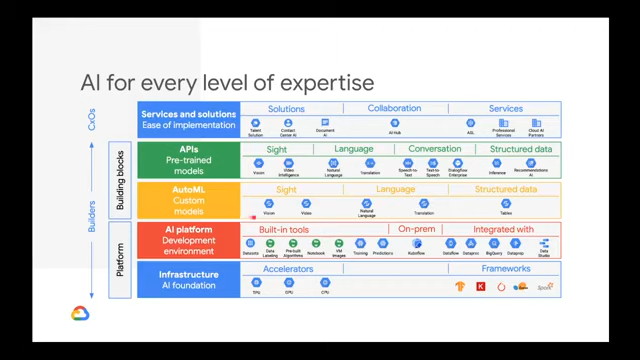 AI for every level of expertise
CxOs
Builders
Building blocks
Platform
Services and solutions
Ease of implementation
Solutions
Collaboration
Services
Talent
Solution
Contact
Center AI
Document
AI
AI Hub
ASL
Professional
Services
Cloud AI
Partners
APIs
Pre-trained
models
Sight
Language
Conversation
Structured data
Vision
Video
Intelligence
Natural
Language
Translation
Speech-to-
Text
Text-to-
Speech
Dialogflow
Enterprise
Inference
Recommendations
AI
AutoML
Custom
models
Sight
Language
Structured data
Vision
Video
Natural
Language
Translation
Tables
AI platform
Development
environment
Built-in tools
On-prem
Integrated with
Datasets
Data
Labeling
Pre-built
Algorithms
Notebook
VM
Images
Training
Predictions
Kubeflow
Dataflow
Dataproc
BigQuery
Dataprep
Data
Studio
Infrastructure
AI foundation
Accelerators
Frameworks
TPU
GPU
CPU
K
Spark